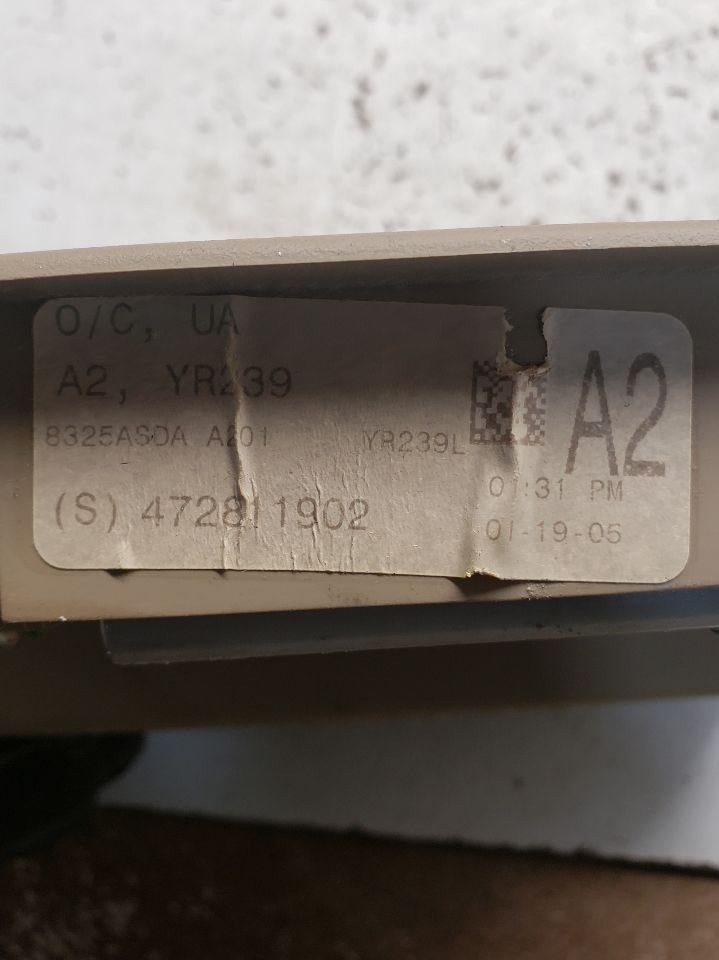 O/C, UA
A2, YR239
8325ASDA A201 YR239L
A2
(S) 472811902
01:31 PM
01-19-05